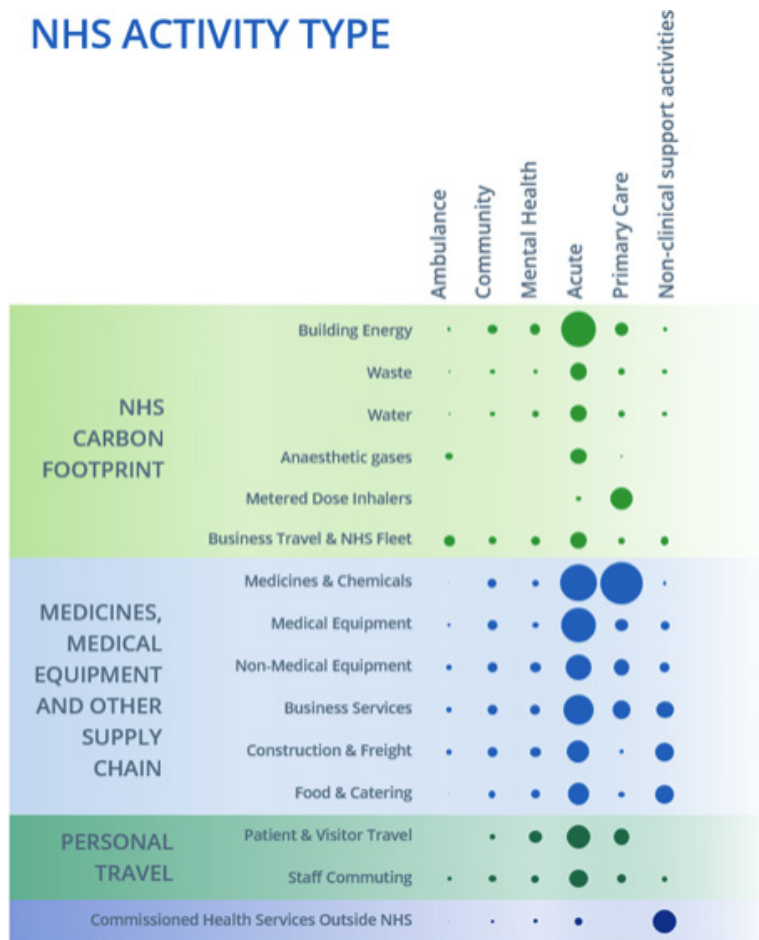 NHS ACTIVITY TYPE
Ambulance
Community
Mental Health
Acute
Primary Care
Non-clinical support activities
NHS
CARBON
FOOTPRINT
Building Energy
Waste
Water
Anaesthetic gases
Metered Dose Inhalers
Business Travel & NHS Fleet
MEDICINES,
MEDICAL
EQUIPMENT
AND OTHER
SUPPLY
CHAIN
Medicines & Chemicals
Medical Equipment
Non-Medical Equipment
Business Services
Construction & Freight
Food & Catering
PERSONAL
TRAVEL
Patient & Visitor Travel
Staff Commuting
Commissioned Health Services Outside NHS